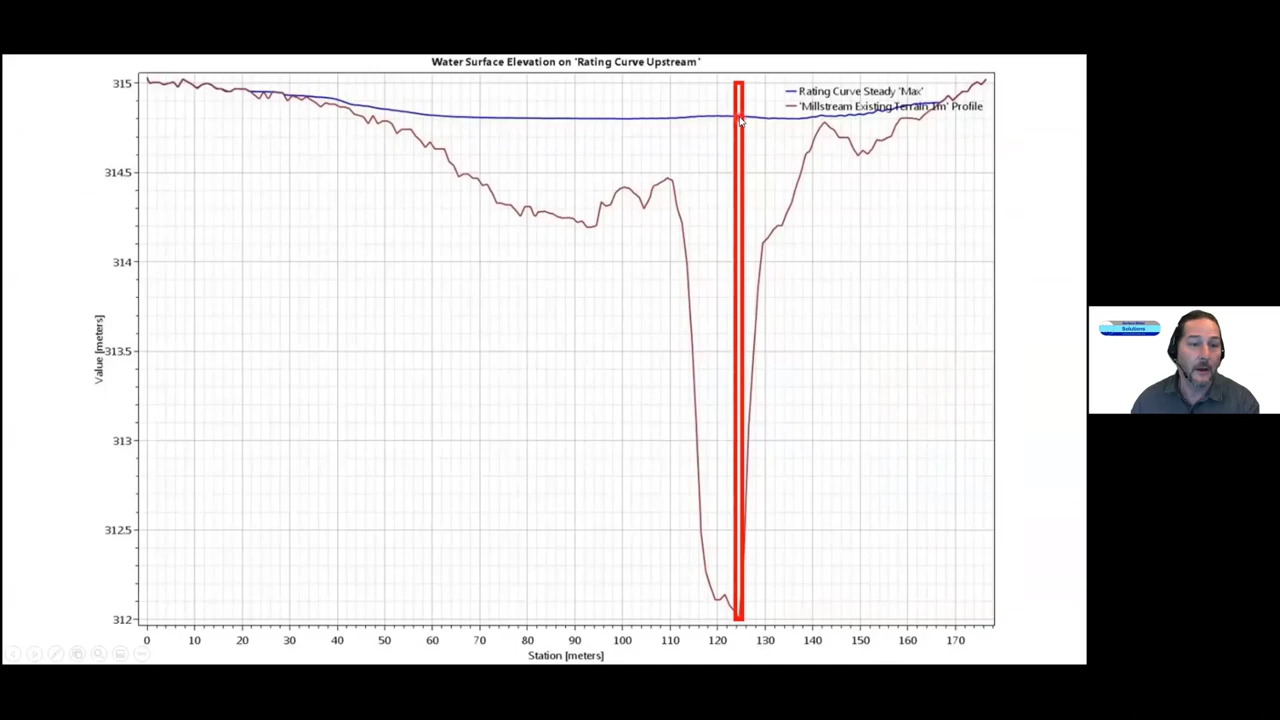 Water Surface Elevation on 'Rating Curve Upstream'
Rating Curve Steady 'Max'
'Millstream Existing Terrain 1m' Profile
315
314.5
314
313.5
313
312.5
312
Value [meters]
0 10 20 30 40 50 60 70 80 90 100 110 120 130 140 150 160 170
Station [meters]
Solutions